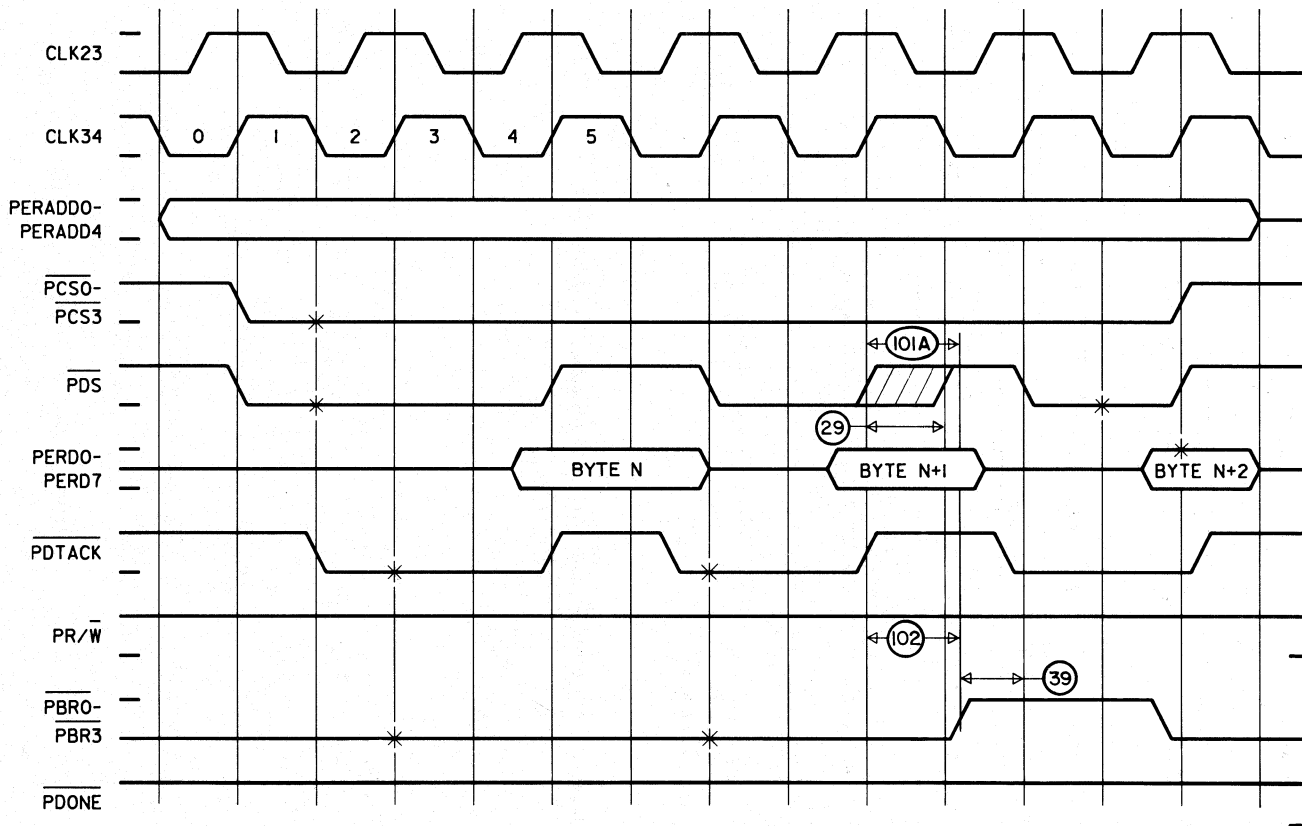 CLK23
CLK34
0 1 2 3 4 5
PERADD0-
PERADD4
PCS0-
PCS3
101A
PDS
29
PERD0-
PERD7
BYTE N
BYTE N+1
BYTE N+2
PDTACK
PR/W
102
39
PBR0-
PBR3
PDONE